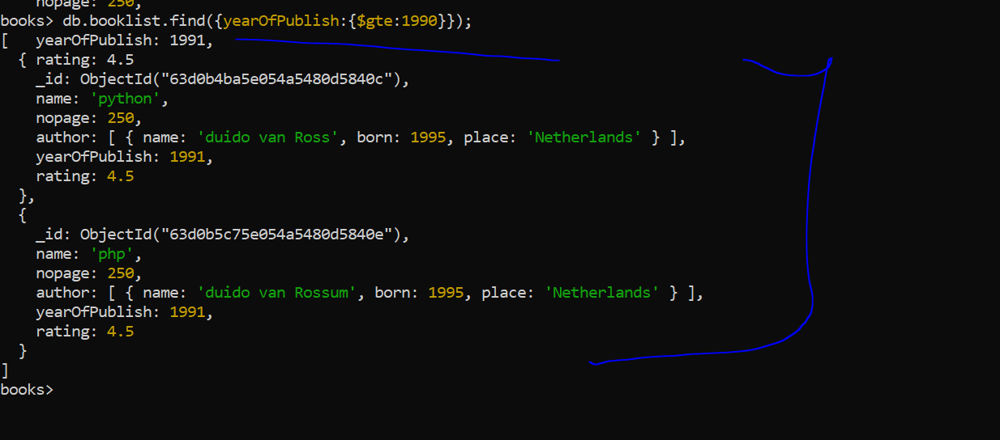 nopage: 250,
books> db.booklist.find({yearOfPublish:{$gte:1990}});
[   yearOfPublish: 1991,
  { rating: 4.5
    _id: ObjectId("63d0b4ba5e054a5480d5840c"),
    name: 'python',
    nopage: 250,
    author: [ { name: 'duido van Ross', born: 1995, place: 'Netherlands' } ],
    yearOfPublish: 1991,
    rating: 4.5
  },
  {
    _id: ObjectId("63d0b5c75e054a5480d5840e"),
    name: 'php',
    nopage: 250,
    author: [ { name: 'duido van Rossum', born: 1995, place: 'Netherlands' } ],
    yearOfPublish: 1991,
    rating: 4.5
  }
]
books>